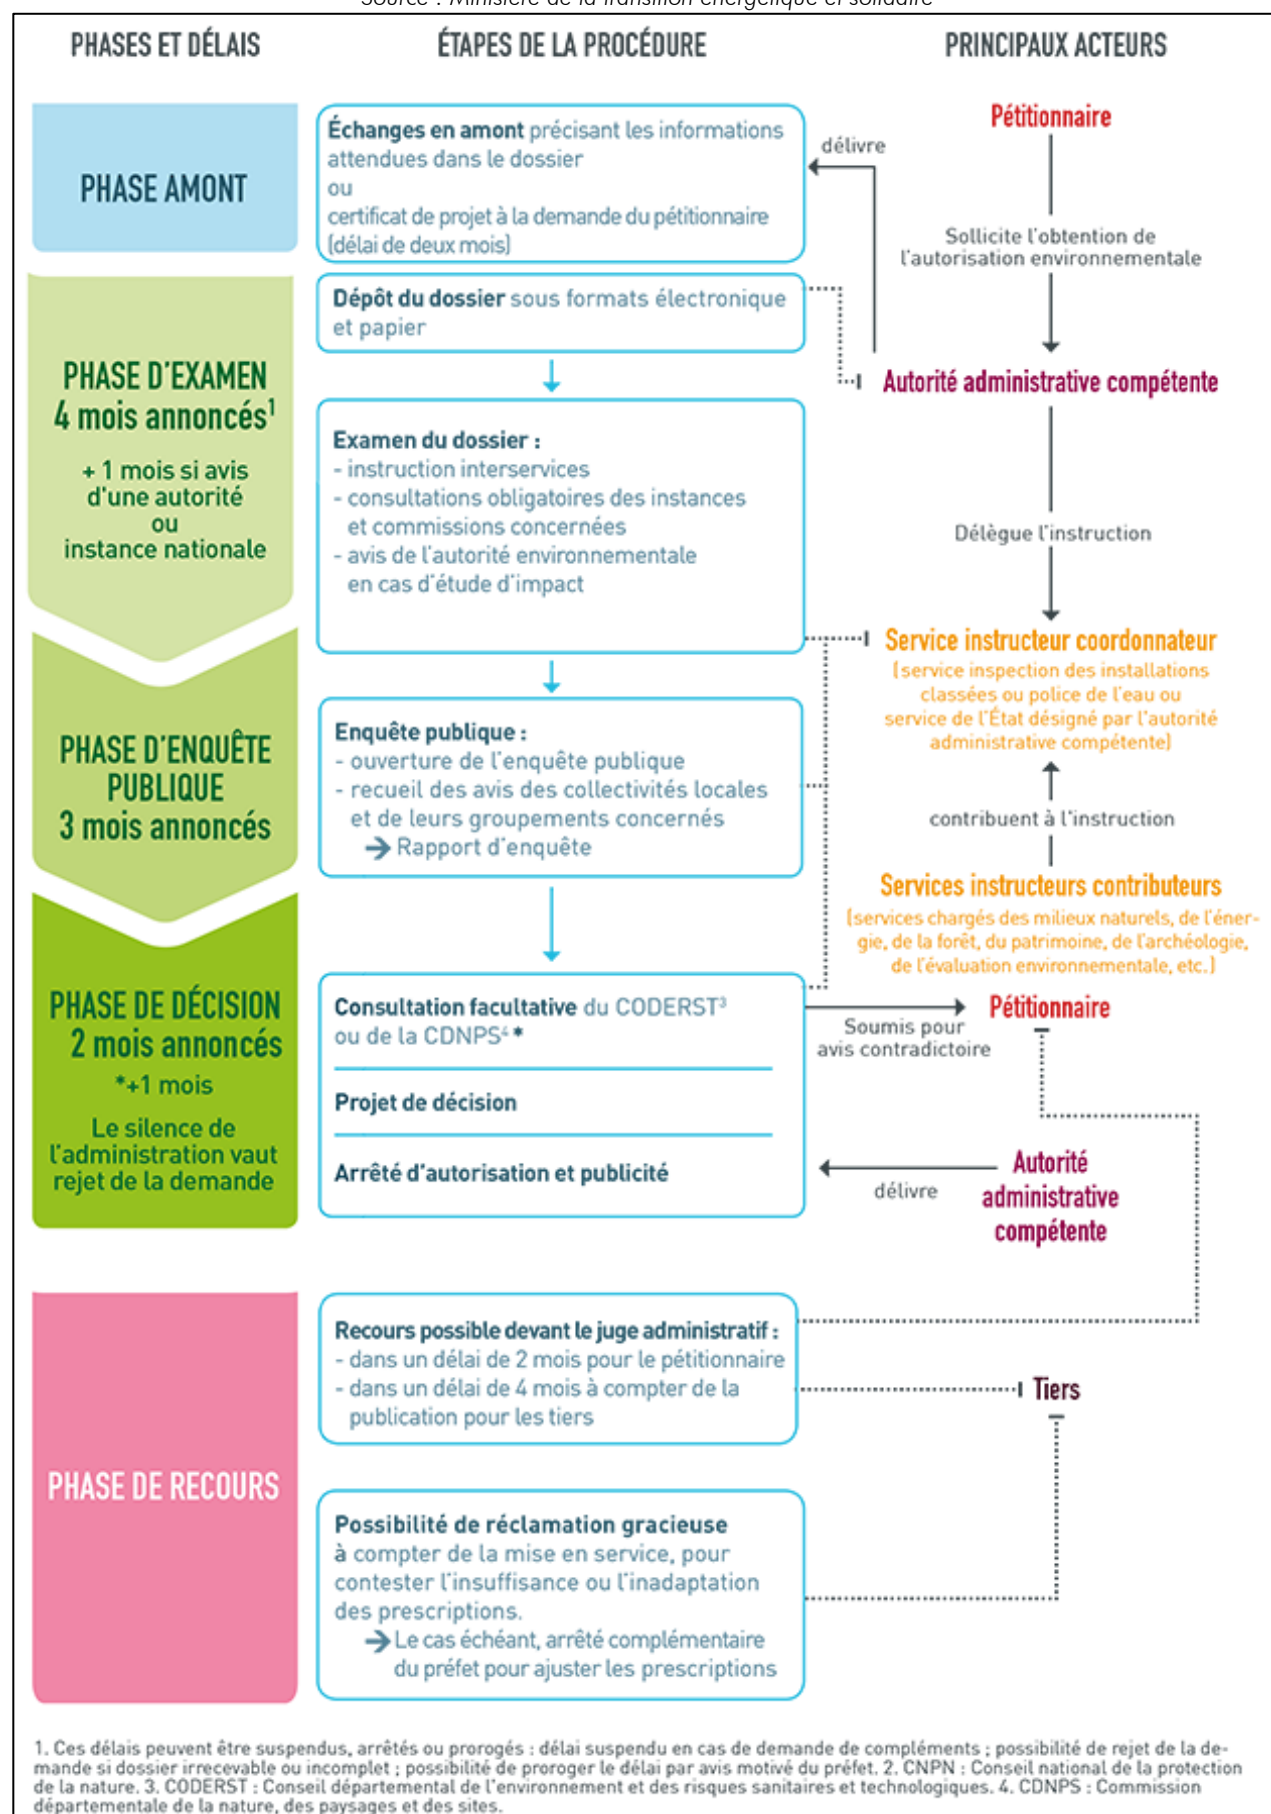 Source : Ministère de la transition énergétique et solidaire
PHASES ET DÉLAIS
ÉTAPES DE LA PROCÉDURE
PRINCIPAUX ACTEURS
PHASE AMONT
Échanges en amont précisant les informations
attendues dans le dossier
ou
certificat de projet à la demande du pétitionnaire
(délai de deux mois)
délivre
Pétitionnaire
Sollicite l'obtention de
l'autorisation environnementale
PHASE D'EXAMEN
4 mois annoncés¹
+ 1 mois si avis
d'une autorité
ou
instance nationale
Dépôt du dossier sous formats électronique
et papier
Autorité administrative compétente
Examen du dossier :
- instruction interservices
- consultations obligatoires des instances
et commissions concernées
- avis de l'autorité environnementale
en cas d'étude d'impact
Délègue l'instruction
Service instructeur coordonnateur
(service inspection des installations
classées ou police de l'eau ou
service de l'État désigné par l'autorité
administrative compétente)
PHASE D'ENQUÊTE
PUBLIQUE
3 mois annoncés
Enquête publique :
- ouverture de l'enquête publique
- recueil des avis des collectivités locales
et de leurs groupements concernés
→ Rapport d'enquête
contribuent à l'instruction
Services instructeurs contributeurs
(services chargés des milieux naturels, de l'éner-
gie, de la forêt, du patrimoine, de l'archéologie,
de l'évaluation environnementale, etc.)
PHASE DE DÉCISION
2 mois annoncés
*+1 mois
Le silence de
l'administration vaut
rejet de la demande
Consultation facultative du CODERST³
ou de la CDNPS⁴ *
Projet de décision
Arrêté d'autorisation et publicité
Soumis pour
avis contradictoire
Pétitionnaire
délivre
Autorité
administrative
compétente
PHASE DE RECOURS
Recours possible devant le juge administratif :
- dans un délai de 2 mois pour le pétitionnaire
- dans un délai de 4 mois à compter de la
publication pour les tiers
Tiers
Possibilité de réclamation gracieuse
à compter de la mise en service, pour
contester l'insuffisance ou l'inadaptation
des prescriptions.
→ Le cas échéant, arrêté complémentaire
du préfet pour ajuster les prescriptions
1. Ces délais peuvent être suspendus, arrêtés ou prorogés : délai suspendu en cas de demande de compléments ; possibilité de rejet de la de-
mande si dossier irrecevable ou incomplet ; possibilité de proroger le délai par avis motivé du préfet. 2. CNPN : Conseil national de la protection
de la nature. 3. CODERST : Conseil départemental de l'environnement et des risques sanitaires et technologiques. 4. CDNPS : Commission
départementale de la nature, des paysages et des sites.